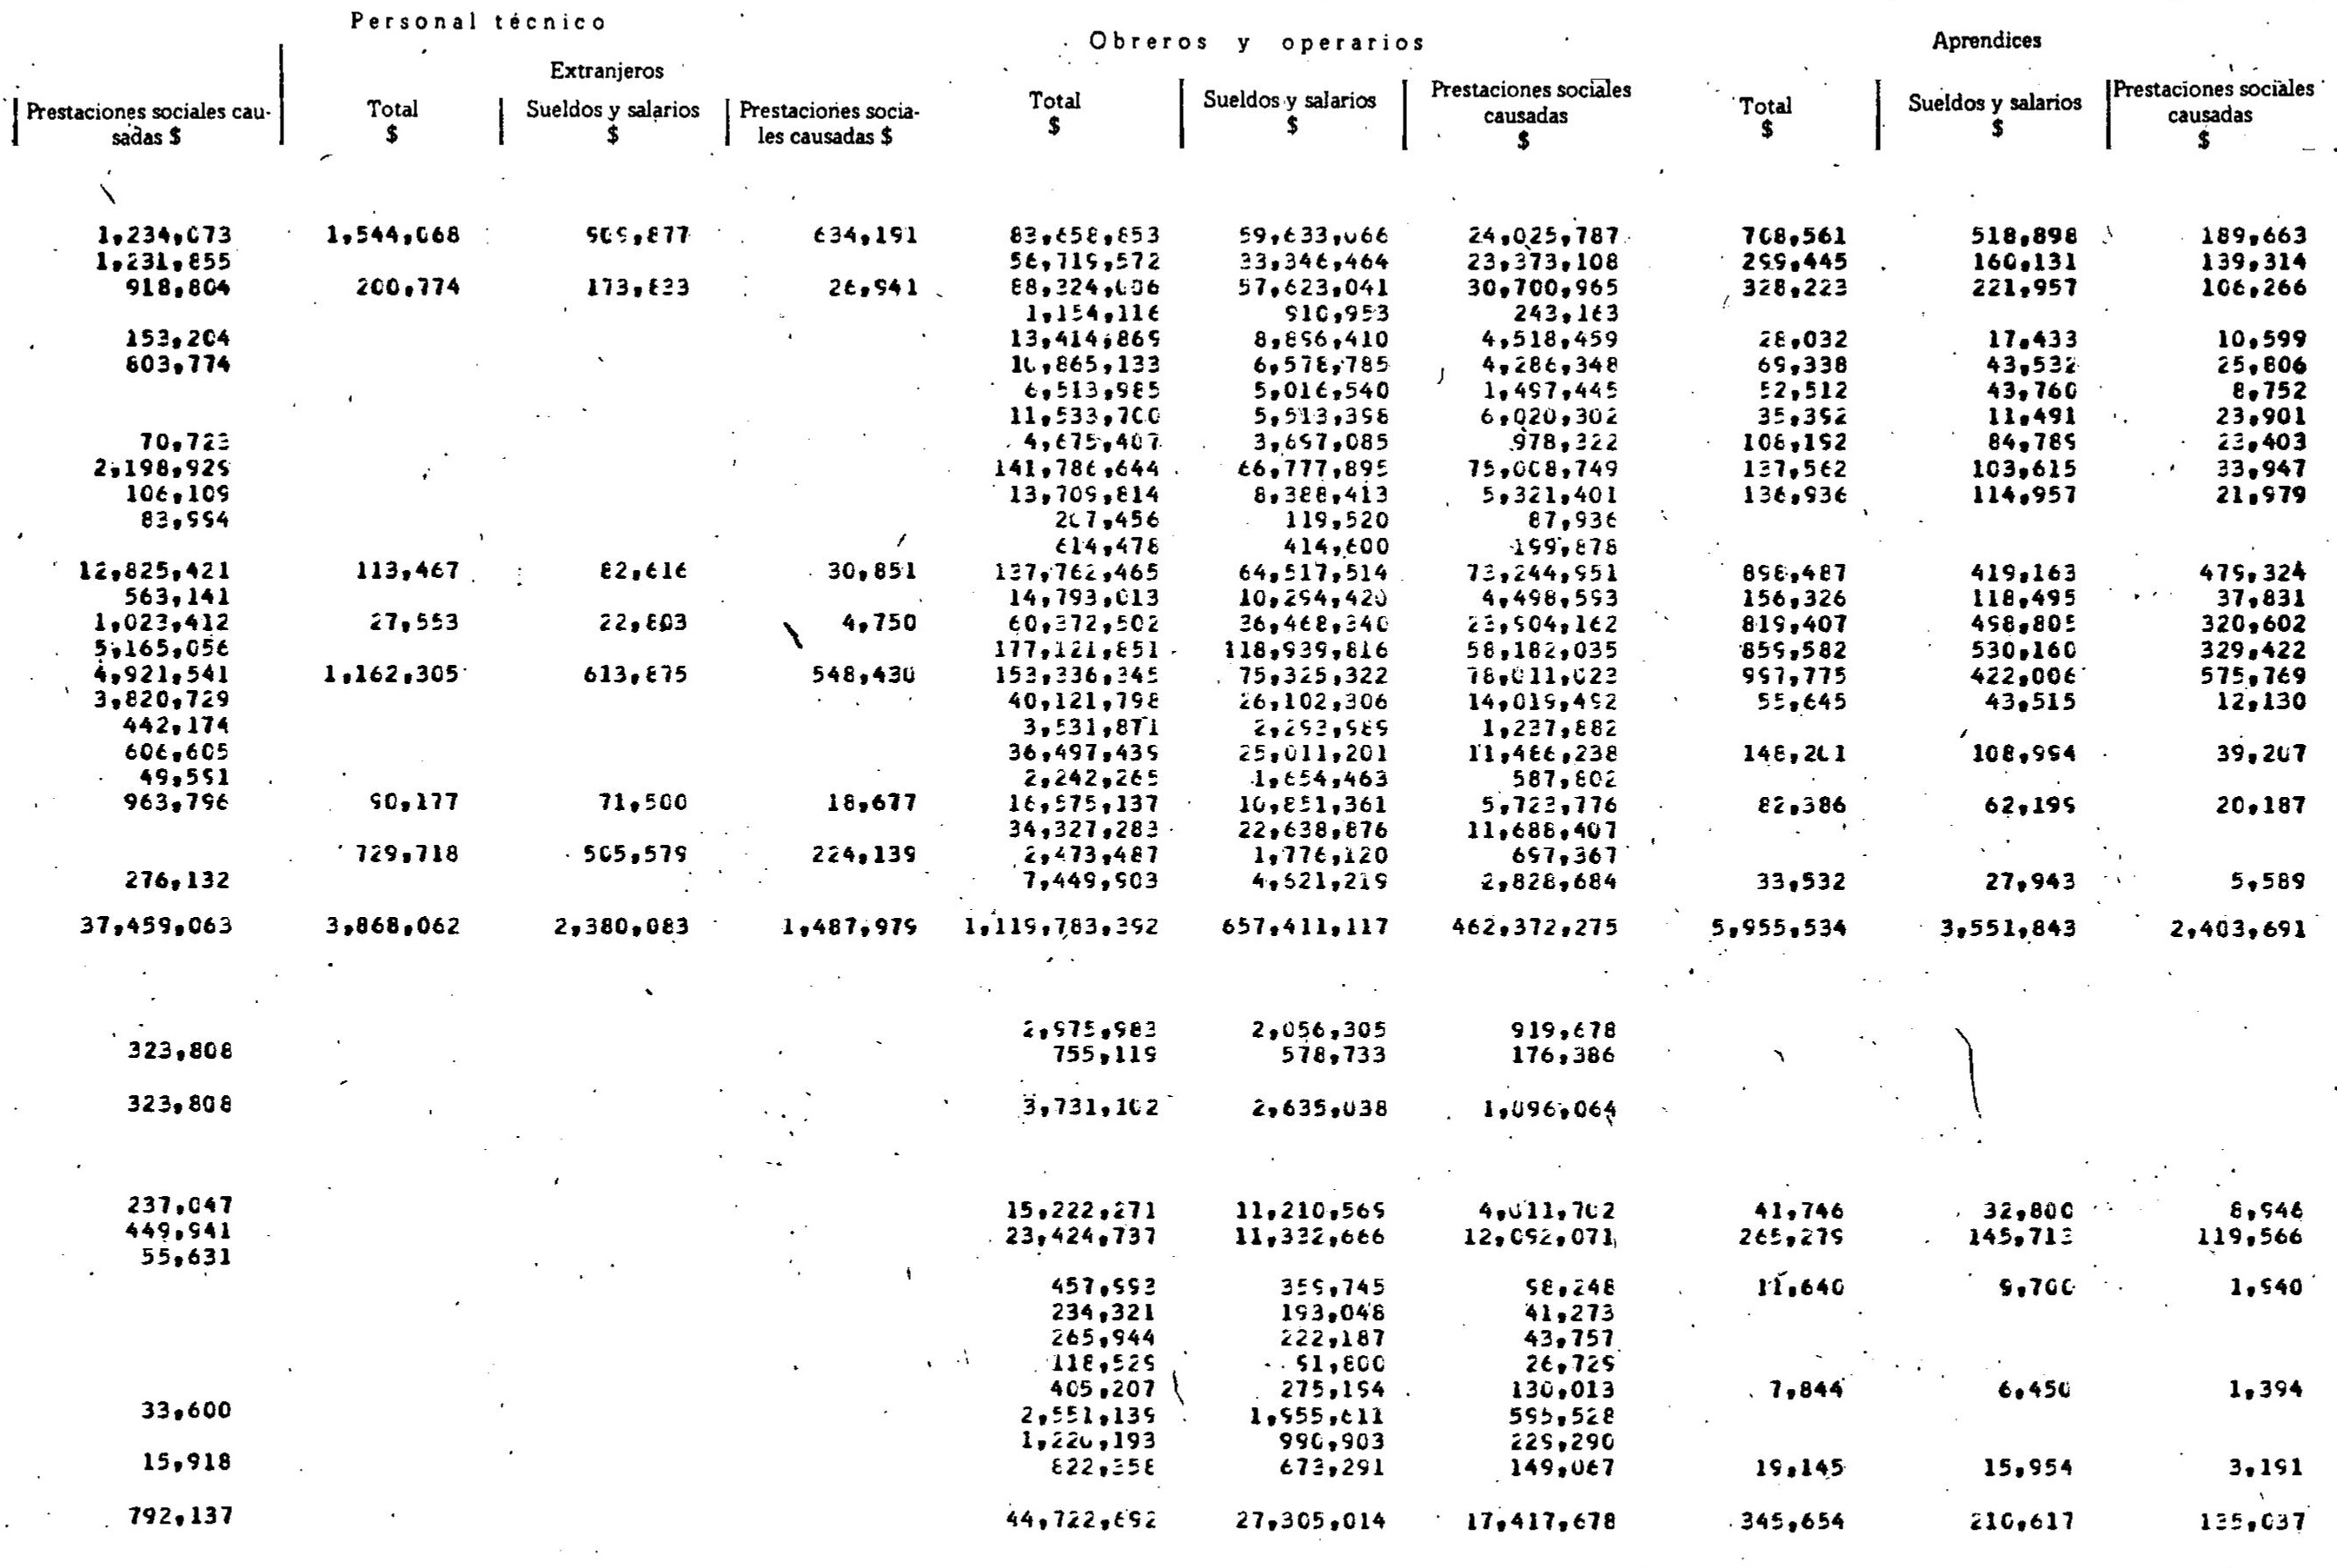 Personal técnico
Obreros y operarios
Aprendices
Extranjeros
Prestaciones sociales causadas $ | Total $ | Sueldos y salarios $ | Prestaciones sociales causadas $ | Total $ | Sueldos y salarios $ | Prestaciones sociales causadas $ | Total $ | Sueldos y salarios $ | Prestaciones sociales causadas $
1,234,073 1,544,068 909,877 634,191 83,658,853 59,633,066 24,025,787 708,561 518,898 189,663
1,231,855 56,719,572 33,346,464 23,373,108 299,445 160,131 139,314
918,804 200,774 173,833 26,941 88,324,006 57,623,041 30,700,965 328,223 221,957 106,266
1,154,116 910,953 243,163
153,204 13,414,869 8,896,410 4,518,459 28,032 17,433 10,599
803,774 10,865,133 6,578,785 4,286,348 69,338 43,532 25,806
6,513,985 5,016,540 1,497,445 52,512 43,760 8,752
11,533,700 5,513,398 6,020,302 35,392 11,491 23,901
70,723 4,675,407 3,697,085 978,322 108,192 84,789 23,403
2,198,929 141,786,644 66,777,895 75,008,749 137,562 103,615 33,947
106,109 13,709,814 8,388,413 5,321,401 136,936 114,957 21,979
83,994 207,456 119,520 87,936
614,478 414,600 199,878
12,825,421 113,467 82,616 30,851 137,762,465 64,517,514 73,244,951 898,487 419,163 479,324
563,141 14,793,013 10,294,420 4,498,593 156,326 118,495 37,831
1,023,412 27,553 22,803 4,750 60,372,502 36,468,340 23,904,162 819,407 498,805 320,602
5,165,056 177,121,851 118,939,816 58,182,035 859,582 530,160 329,422
4,921,541 1,162,305 613,875 548,430 153,336,345 75,325,322 78,011,023 997,775 422,006 575,769
3,820,729 40,121,798 26,102,306 14,019,492 55,645 43,515 12,130
442,174 3,531,871 2,293,989 1,237,882
606,605 36,497,439 25,011,201 11,486,238 148,201 108,994 39,207
49,591 2,242,265 1,654,463 587,802
963,796 90,177 71,500 18,677 16,575,137 10,851,361 5,723,776 82,386 62,199 20,187
34,327,283 22,638,876 11,688,407
729,718 505,579 224,139 2,473,487 1,776,120 697,367
276,132 7,449,903 4,621,219 2,828,684 33,532 27,943 5,589
37,459,063 3,868,062 2,380,083 1,487,979 1,119,783,392 657,411,117 462,372,275 5,955,534 3,551,843 2,403,691
2,975,983 2,056,305 919,678
323,808 755,119 578,733 176,386
323,808 3,731,102 2,635,038 1,096,064
237,047 15,222,271 11,210,569 4,011,702 41,746 32,800 8,946
449,941 23,424,737 11,332,666 12,092,071 265,279 145,713 119,566
55,631
457,993 359,745 98,248 11,640 9,700 1,940
234,321 193,048 41,273
265,944 222,187 43,757
118,529 91,800 26,729
405,207 275,194 130,013 7,844 6,450 1,394
33,600 2,551,139 1,955,611 595,528
1,220,193 990,903 229,290
15,918 822,358 673,291 149,067 19,145 15,954 3,191
792,137 44,722,692 27,305,014 17,417,678 345,654 210,617 135,037